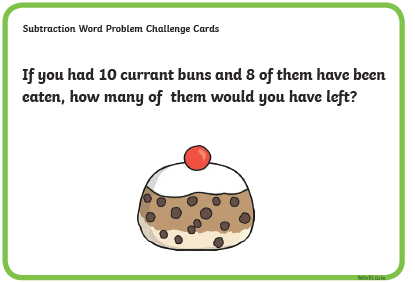 Subtraction Word Problem Challenge Cards
If you had 10 currant buns and 8 of them have been
eaten, how many of them would you have left?